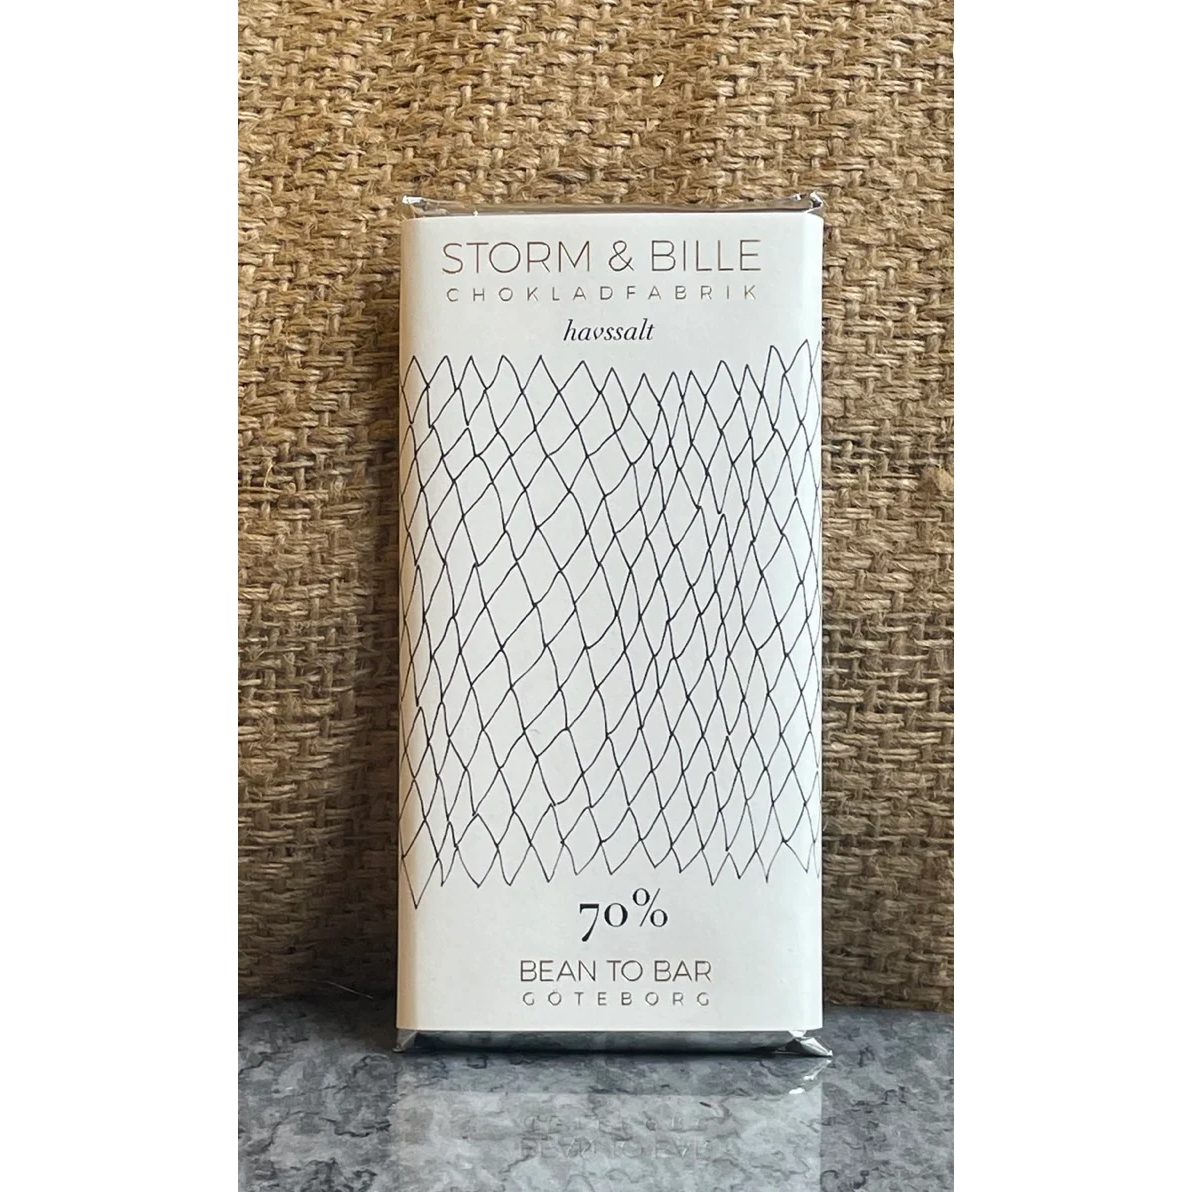 STORM & BILLE
CHOKLADFABRIK
havssalt
70%
BEAN TO BAR
GÖTEBORG